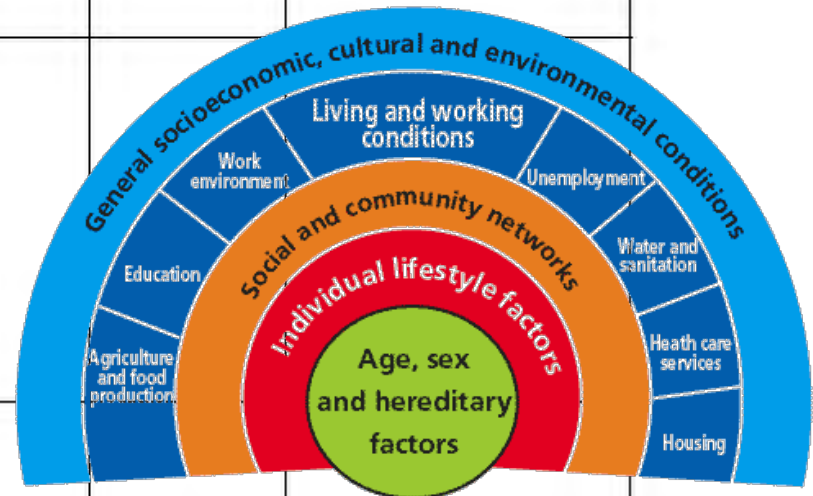 General socioeconomic, cultural and environmental conditions
Living and working
conditions
Work
environment
Unemployment
Education
Water and
sanitation
Agriculture
and food
production
Heath care
services
Housing
Social and community networks
Individual lifestyle factors
Age, sex
and hereditary
factors